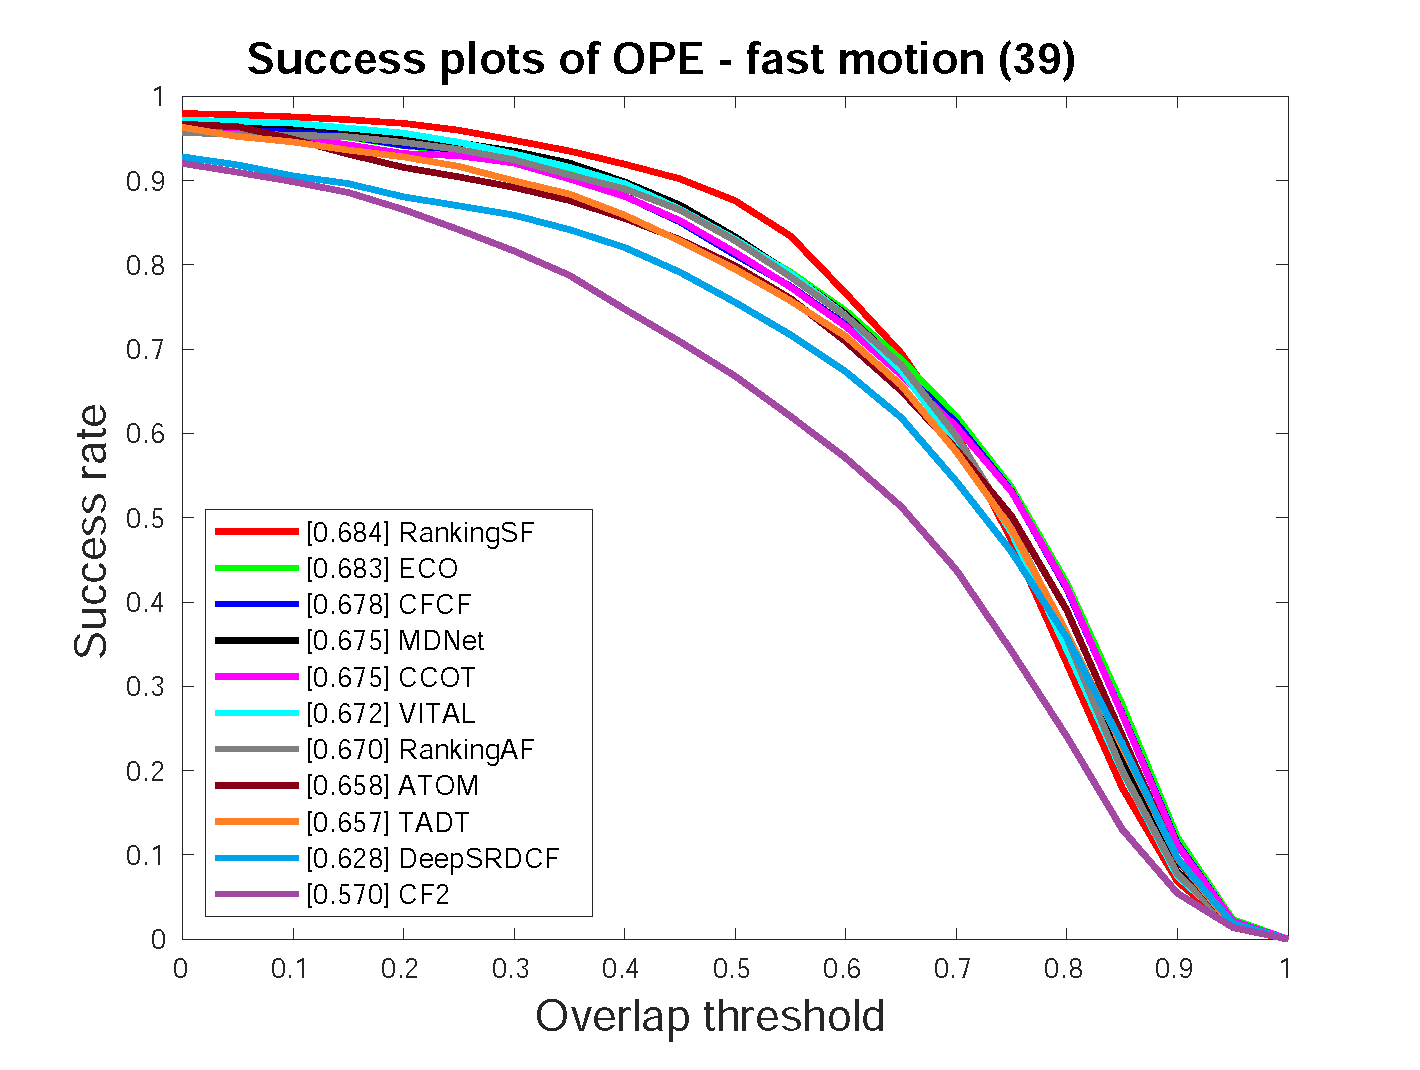 Success plots of OPE - fast motion (39)
1
0.9
0.8
0.7
0.6
0.5
0.4
0.3
0.2
0.1
0
Success rate
[0.684] RankingSF
[0.683] ECO
[0.678] CFCF
[0.675] MDNet
[0.675] CCOT
[0.672] VITAL
[0.670] RankingAF
[0.658] ATOM
[0.657] TADT
[0.628] DeepSRDCF
[0.570] CF2
0 0.1 0.2 0.3 0.4 0.5 0.6 0.7 0.8 0.9 1
Overlap threshold